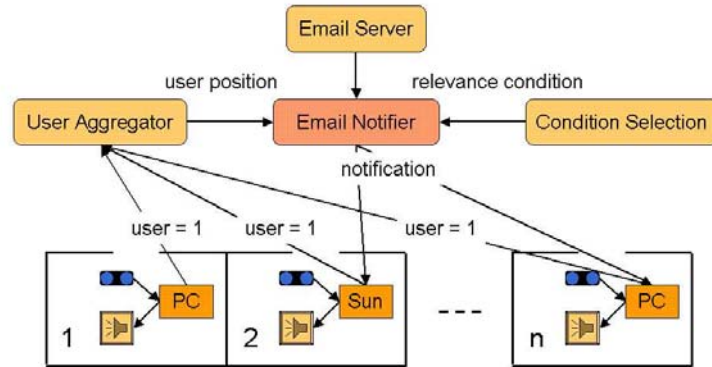 Email Server
user position
relevance condition
User Aggregator
Email Notifier
Condition Selection
notification
user = 1
user = 1
user = 1
PC
Sun
PC
1
2
---
n